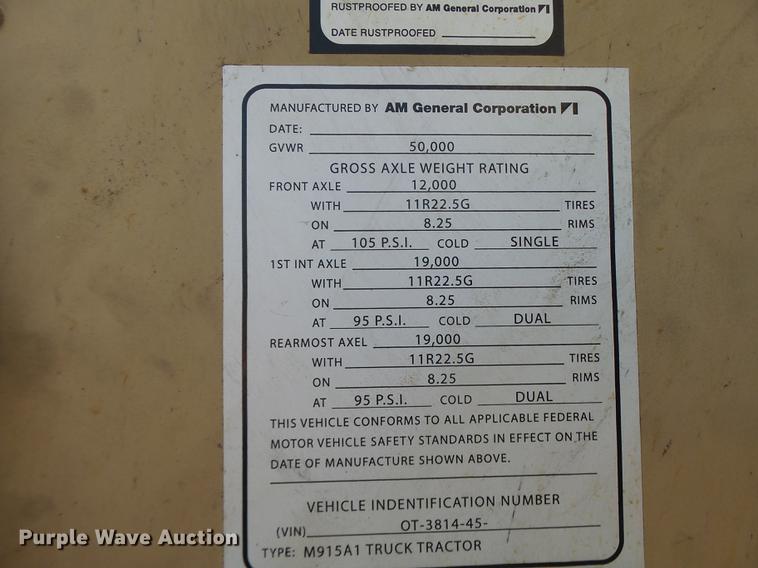 RUSTPROOFED BY AM General Corporation
DATE RUSTPROOFED
MANUFACTURED BY AM General Corporation
DATE:
GVWR 50,000
GROSS AXLE WEIGHT RATING
FRONT AXLE 12,000
WITH 11R22.5G TIRES
ON 8.25 RIMS
AT 105 P.S.I. COLD SINGLE
1ST INT AXLE 19,000
WITH 11R22.5G TIRES
ON 8.25 RIMS
AT 95 P.S.I. COLD DUAL
REARMOST AXEL 19,000
WITH 11R22.5G TIRES
ON 8.25 RIMS
AT 95 P.S.I. COLD DUAL
THIS VEHICLE CONFORMS TO ALL APPLICABLE FEDERAL
MOTOR VEHICLE SAFETY STANDARDS IN EFFECT ON THE
DATE OF MANUFACTURE SHOWN ABOVE.
VEHICLE INDENTIFICATION NUMBER
(VIN) OT-3814-45-
TYPE: M915A1 TRUCK TRACTOR
Purple Wave Auction